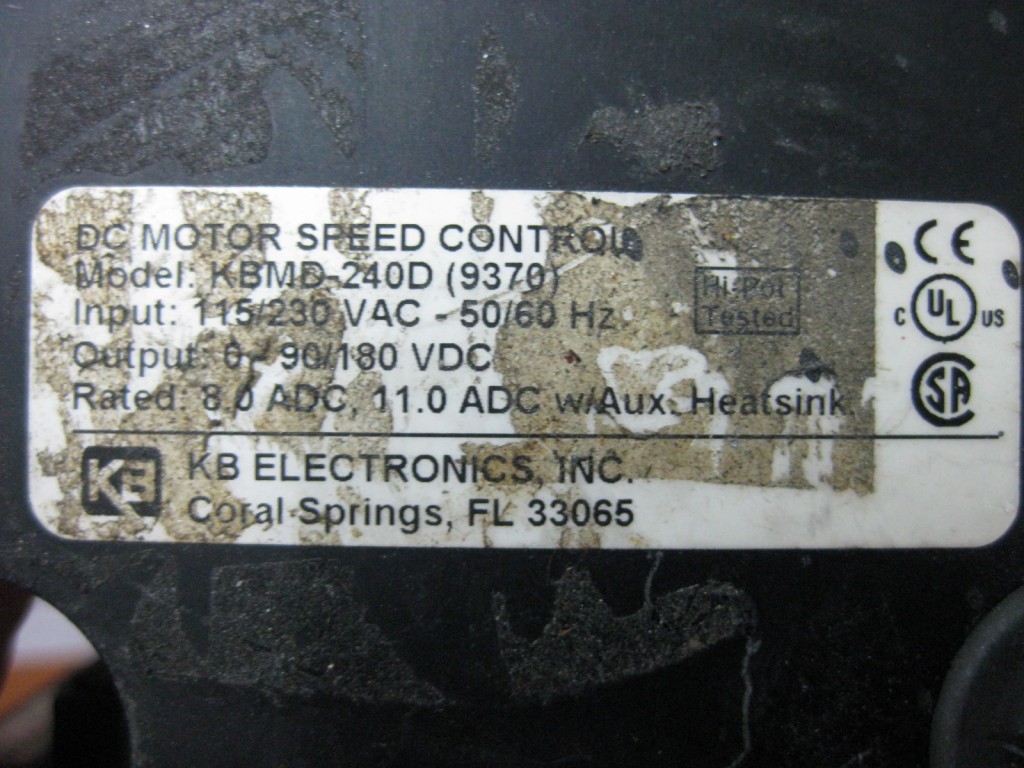 DC MOTOR SPEED CONTROL
Model: KBMD-240D (9370)
Input: 115/230 VAC - 50/60 Hz
Output: 0 - 90/180 VDC
Rated: 8.0 ADC, 11.0 ADC w/Aux. Heatsink
Hi-Pot
Tested
CE
C UL US
SA
KB
KB ELECTRONICS, INC.
Coral Springs, FL 33065